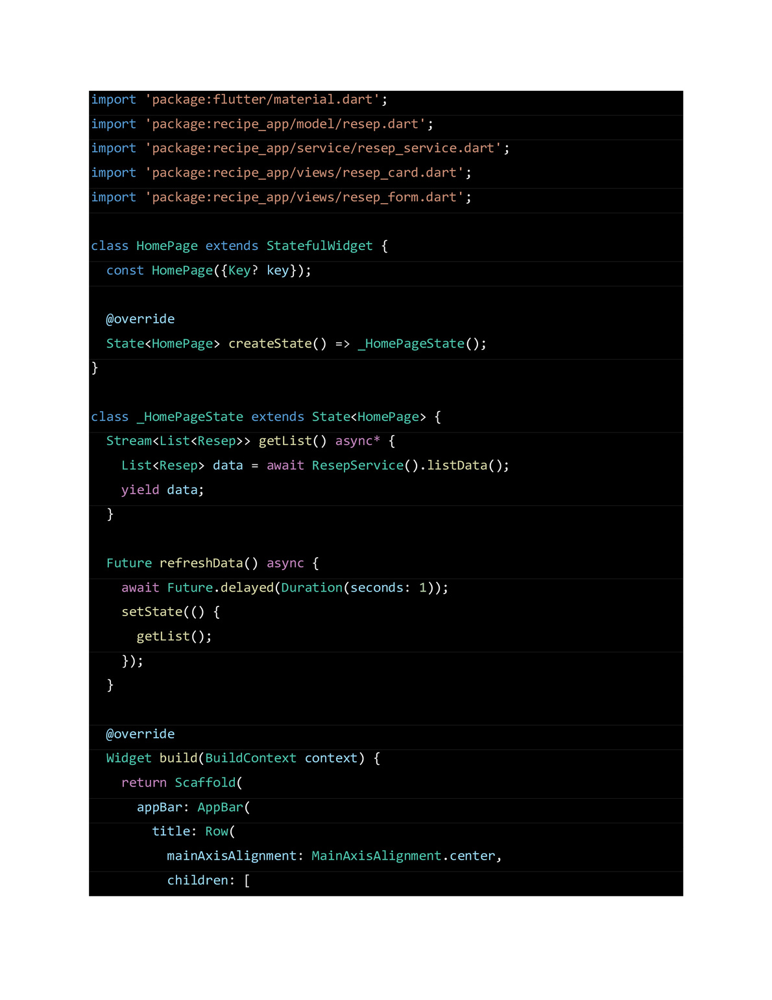 import 'package:flutter/material.dart';
import 'package:recipe_app/model/resep.dart';
import 'package:recipe_app/service/resep_service.dart';
import 'package:recipe_app/views/resep_card.dart';
import 'package:recipe_app/views/resep_form.dart';

class HomePage extends StatefulWidget {
  const HomePage({Key? key});

  @override
  State<HomePage> createState() => _HomePageState();
}

class _HomePageState extends State<HomePage> {
  Stream<List<Resep>> getList() async* {
    List<Resep> data = await ResepService().listData();
    yield data;
  }

  Future refreshData() async {
    await Future.delayed(Duration(seconds: 1));
    setState(() {
      getList();
    });
  }

  @override
  Widget build(BuildContext context) {
    return Scaffold(
      appBar: AppBar(
        title: Row(
          mainAxisAlignment: MainAxisAlignment.center,
          children: [